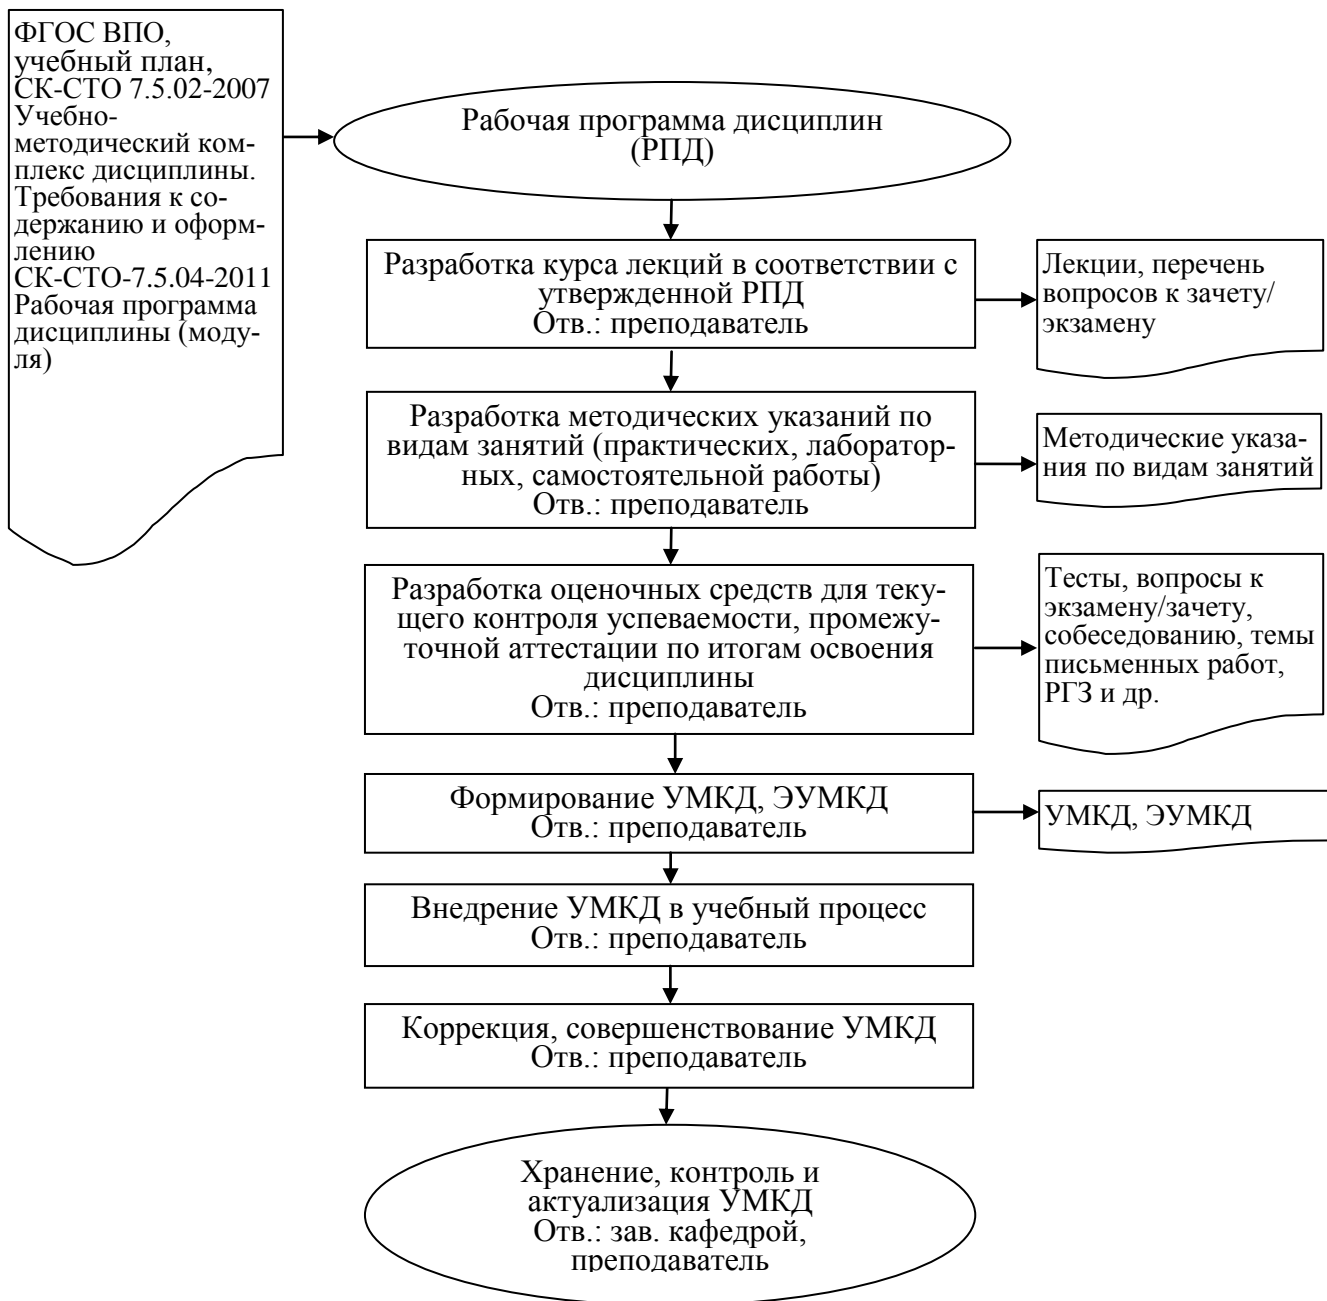 ФГОС ВПО,
учебный план,
СК-СТО 7.5.02-2007
Учебно-
методический ком-
плекс дисциплины.
Требования к со-
держанию и оформ-
лению
СК-СТО-7.5.04-2011
Рабочая программа
дисциплины (моду-
ля)
Рабочая программа дисциплин
(РПД)
Разработка курса лекций в соответствии с
утвержденной РПД
Отв.: преподаватель
Лекции, перечень
вопросов к зачету/
экзамену
Разработка методических указаний по
видам занятий (практических, лаборатор-
ных, самостоятельной работы)
Отв.: преподаватель
Методические указа-
ния по видам занятий
Разработка оценочных средств для теку-
щего контроля успеваемости, промежу-
точной аттестации по итогам освоения
дисциплины
Отв.: преподаватель
Тесты, вопросы к
экзамену/зачету,
собеседованию, темы
письменных работ,
РГЗ и др.
Формирование УМКД, ЭУМКД
Отв.: преподаватель
УМКД, ЭУМКД
Внедрение УМКД в учебный процесс
Отв.: преподаватель
Коррекция, совершенствование УМКД
Отв.: преподаватель
Хранение, контроль и
актуализация УМКД
Отв.: зав. кафедрой,
преподаватель